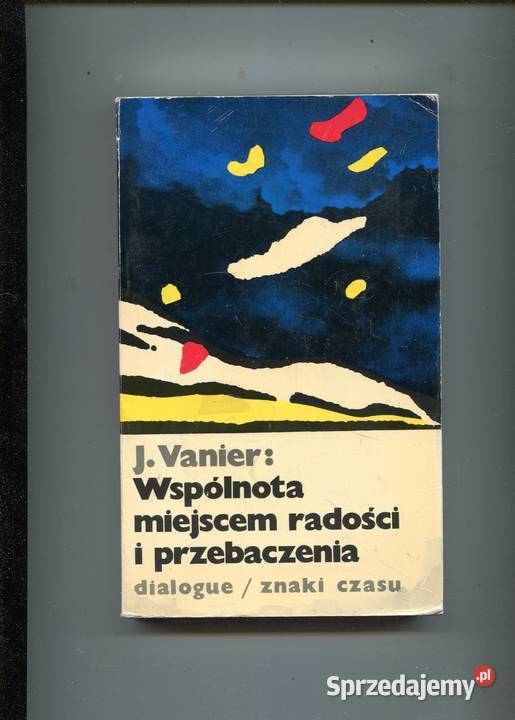 J. Vanier:
Wspólnota
miejscem radości
i przebaczenia
dialogue / znaki czasu
Sprzedajemy.pl